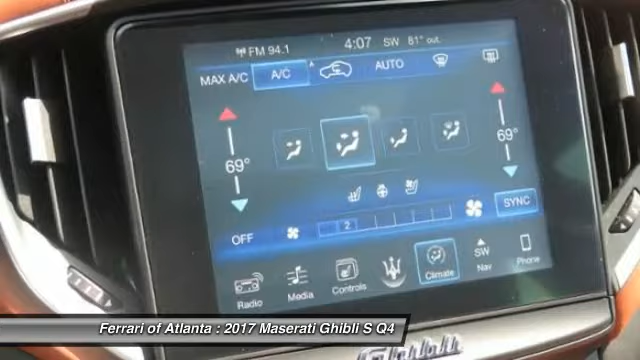 FM 94.1 4:07 SW 81° out.
MAX A/C A/C AUTO
69° 69°
SYNC
OFF 2
Radio Media Controls Climate SW Nav Phone
Ferrari of Atlanta : 2017 Maserati Ghibli S Q4
Ghibli